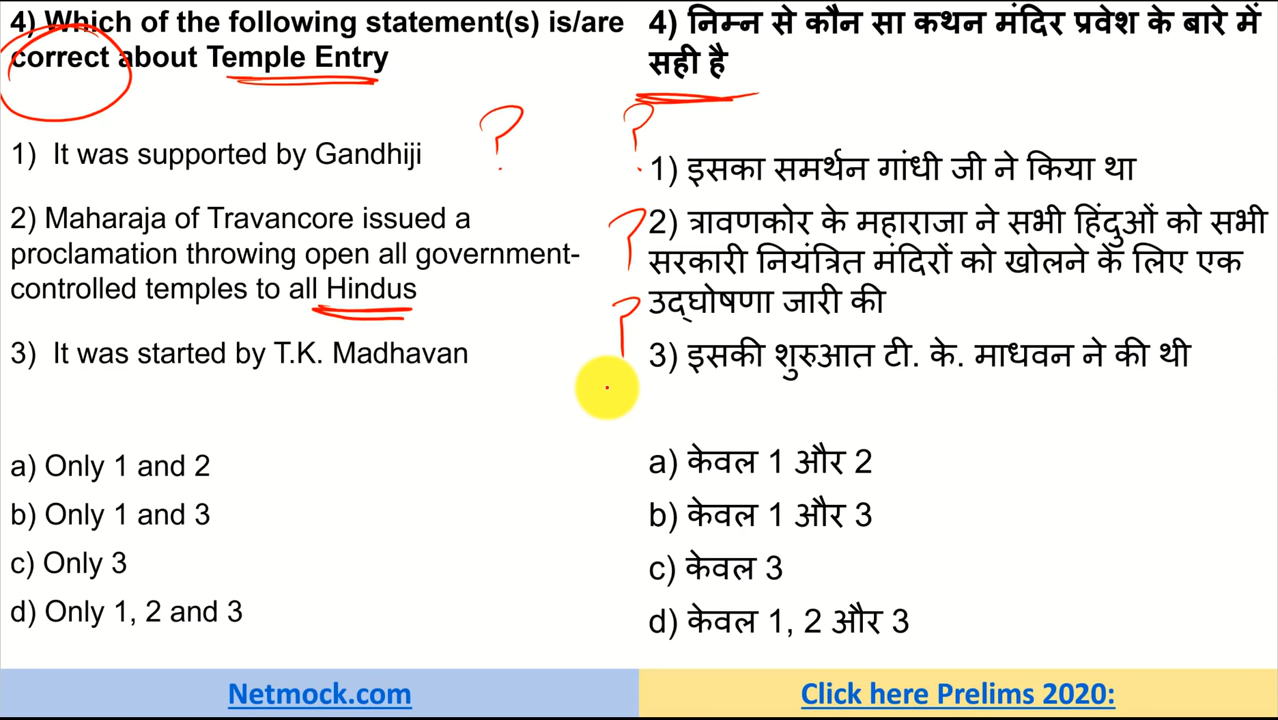 4) Which of the following statement(s) is/are
correct about Temple Entry
1) It was supported by Gandhiji
2) Maharaja of Travancore issued a
proclamation throwing open all government-
controlled temples to all Hindus
3) It was started by T.K. Madhavan
a) Only 1 and 2
b) Only 1 and 3
c) Only 3
d) Only 1, 2 and 3
4) निम्न से कौन सा कथन मंदिर प्रवेश के बारे में
सही है
1) इसका समर्थन गांधी जी ने किया था
2) त्रावणकोर के महाराजा ने सभी हिंदुओं को सभी
सरकारी नियंत्रित मंदिरों को खोलने के लिए एक
उद्घोषणा जारी की
3) इसकी शुरुआत टी. के. माधवन ने की थी
a) केवल 1 और 2
b) केवल 1 और 3
c) केवल 3
d) केवल 1, 2 और 3
Netmock.com
Click here Prelims 2020: